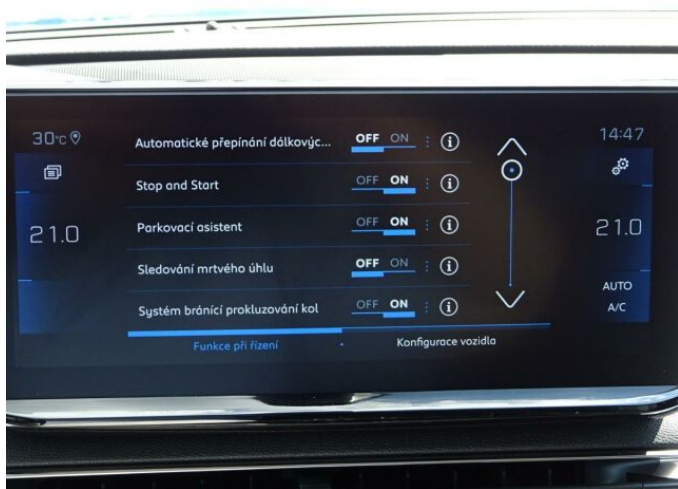 30°C
14:47
Automatické přepínání dálkovýc... OFF ON
Stop and Start OFF ON
21.0
Parkovací asistent OFF ON
21.0
Sledování mrtvého úhlu OFF ON
AUTO
A/C
Systém bránící prokluzování kol OFF ON
Funkce při řízení
Konfigurace vozidla